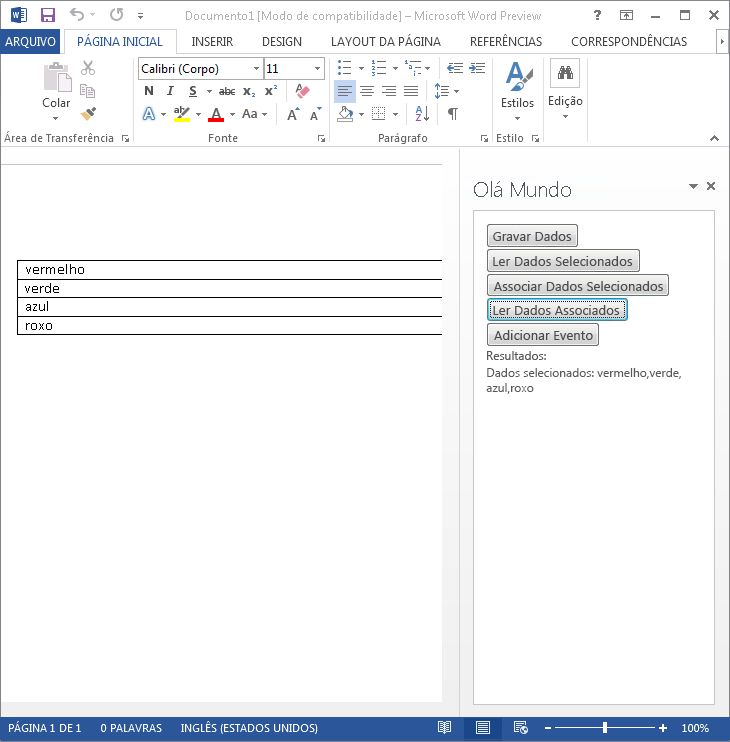 Documento1 [Modo de compatibilidade] – Microsoft Word Preview
ARQUIVO PÁGINA INICIAL INSERIR DESIGN LAYOUT DA PÁGINA REFERÊNCIAS CORRESPONDÊNCIAS
Calibri (Corpo) 11
N I S abc x₂ x²
A A Aa A A
Colar
Estilos
Edição
Área de Transferência Fonte Parágrafo Estilo
Olá Mundo
vermelho
verde
azul
roxo
Gravar Dados
Ler Dados Selecionados
Associar Dados Selecionados
Ler Dados Associados
Adicionar Evento
Resultados:
Dados selecionados: vermelho,verde,
azul,roxo
PÁGINA 1 DE 1 0 PALAVRAS INGLÊS (ESTADOS UNIDOS) 100%